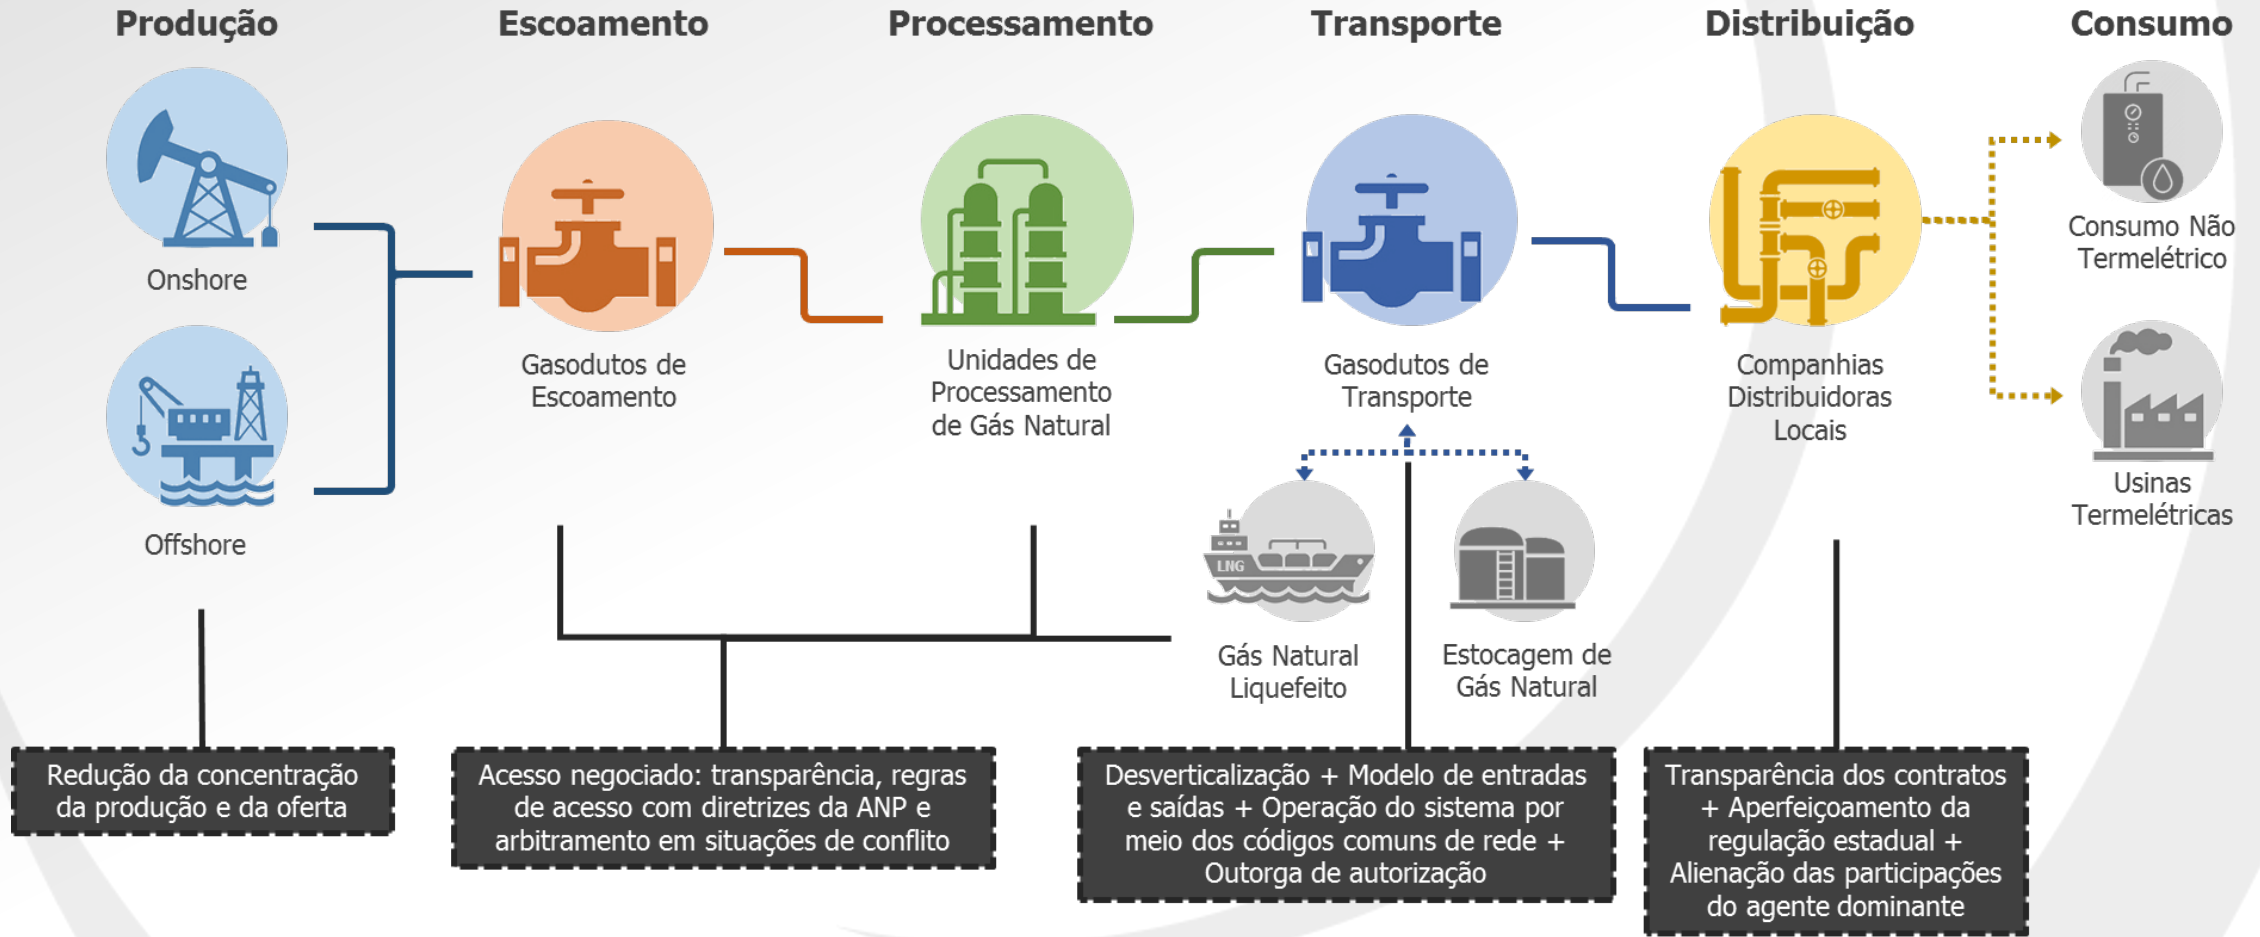 Produção
Escoamento
Processamento
Transporte
Distribuição
Consumo
Onshore
Offshore
Gasodutos de
Escoamento
Unidades de
Processamento
de Gás Natural
Gasodutos de
Transporte
LNG
Gás Natural
Liquefeito
Estocagem de
Gás Natural
Companhias
Distribuidoras
Locais
Consumo Não
Termelétrico
Usinas
Termelétricas
Redução da concentração
da produção e da oferta
Acesso negociado: transparência, regras
de acesso com diretrizes da ANP e
arbitramento em situações de conflito
Desverticalização + Modelo de entradas
e saídas + Operação do sistema por
meio dos códigos comuns de rede +
Outorga de autorização
Transparência dos contratos
+ Aperfeiçoamento da
regulação estadual +
Alienação das participações
do agente dominante